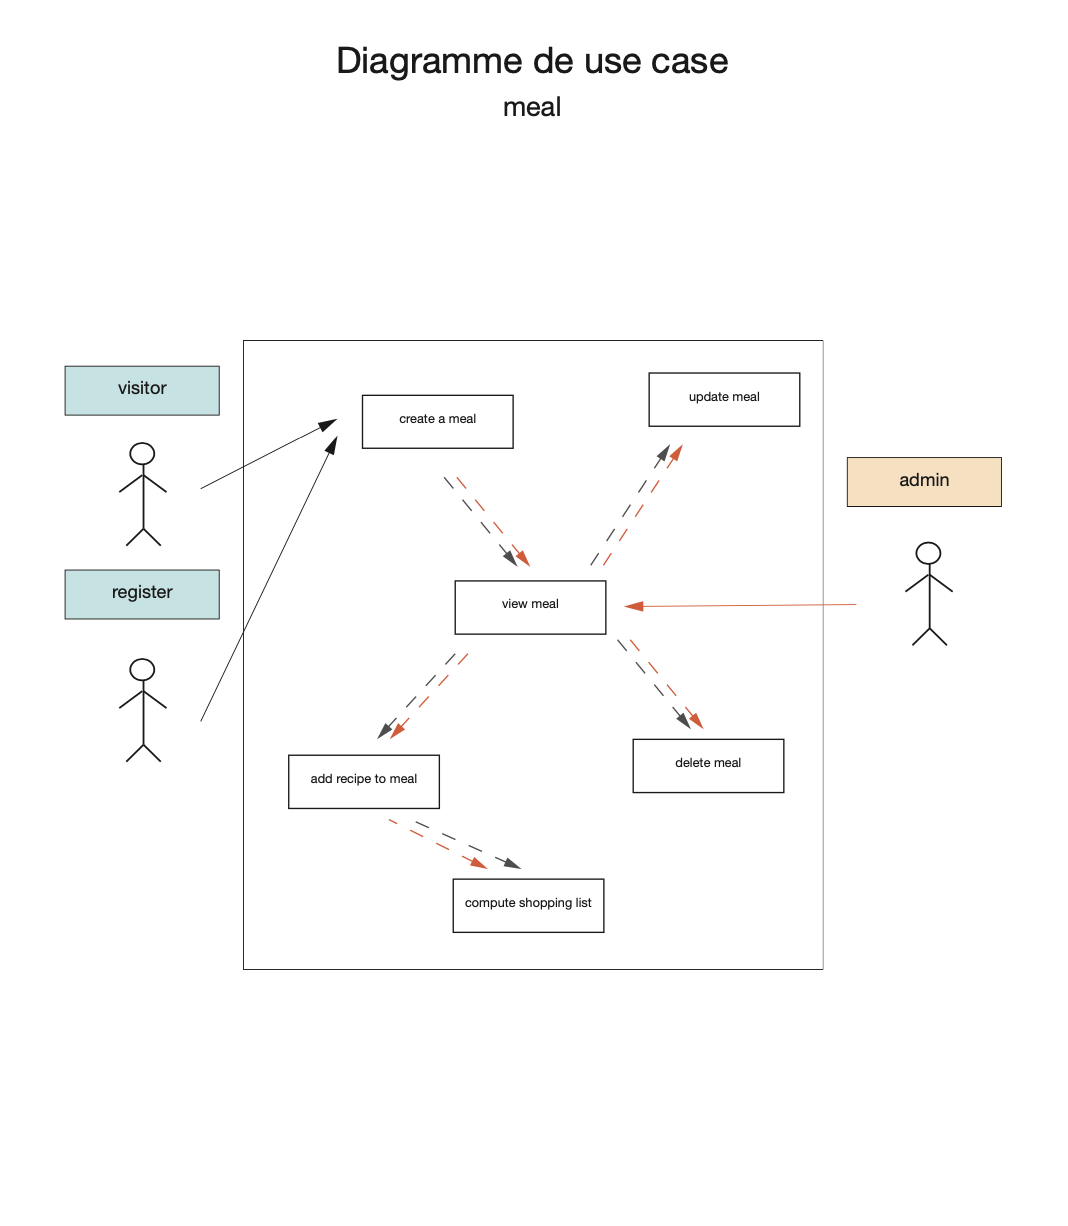 Diagramme de use case
meal
visitor
create a meal
update meal
admin
register
view meal
add recipe to meal
delete meal
compute shopping list